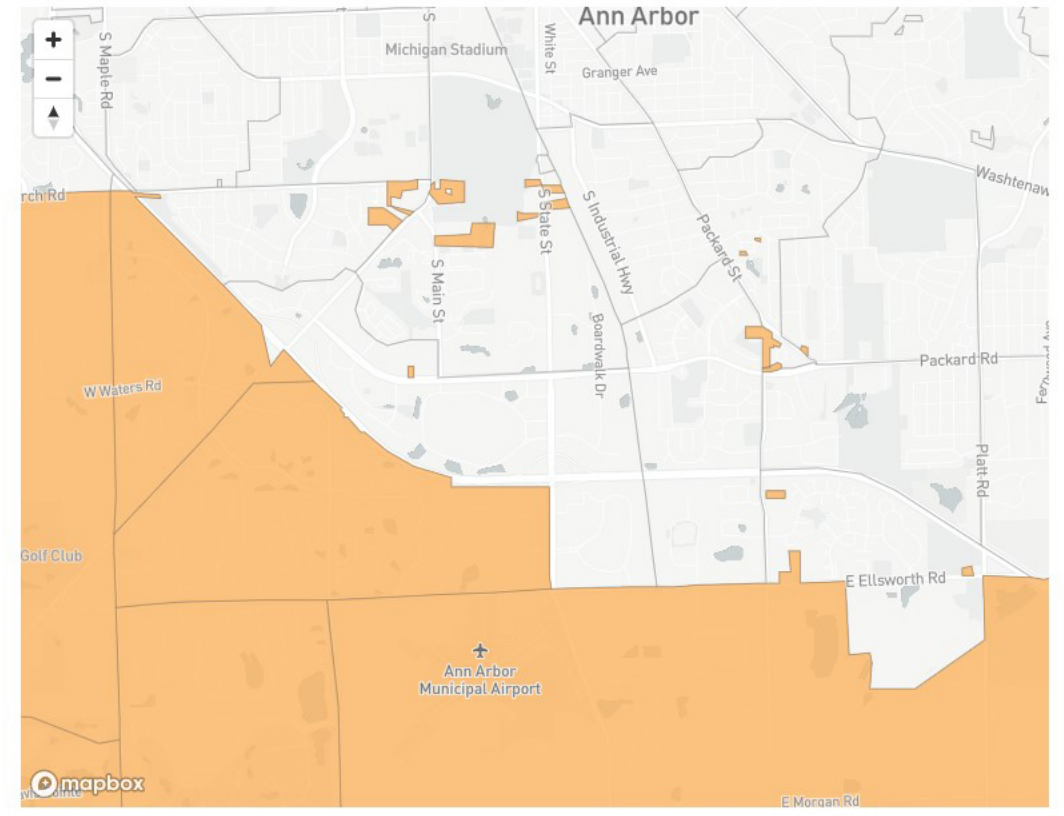 Ann Arbor
S Maple Rd
S
White St
Michigan Stadium
Granger Ave
Washtenaw
rch Rd
S State St
S Industrial Hwy
Packard St
S Main St
Boardwalk Dr
Packard Rd
W Waters Rd
Platt Rd
Golf Club
E Ellsworth Rd
Ann Arbor
Municipal Airport
mapbox
E Morgan Rd